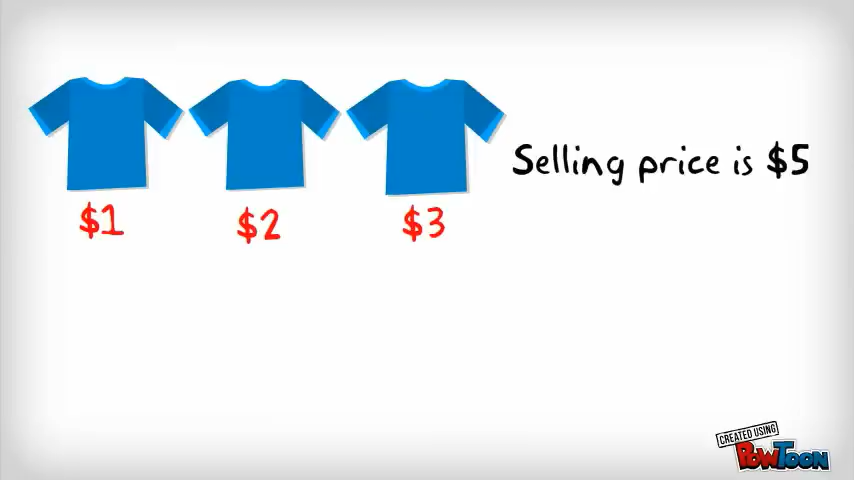 Selling price is $5
$1 $2 $3
CREATED USING
POWTOON